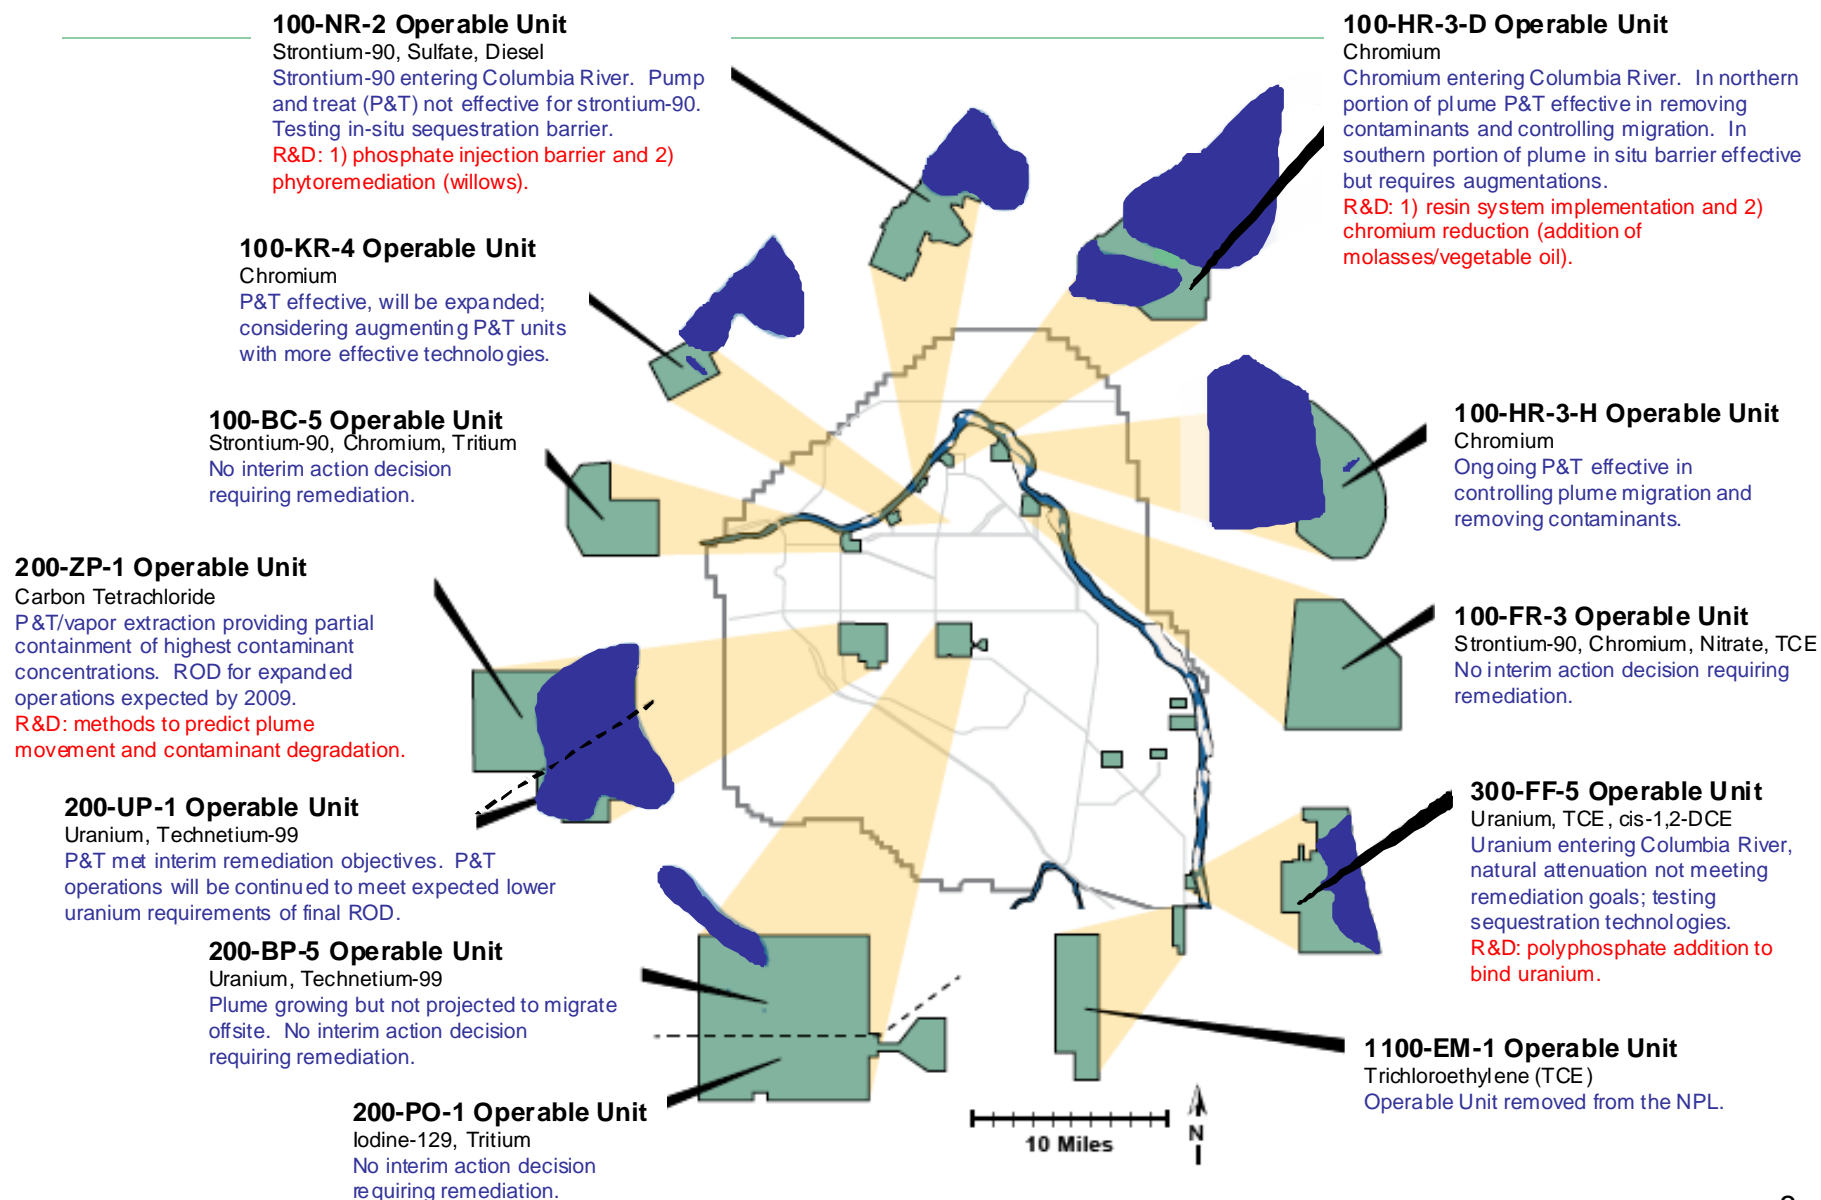 100-NR-2 Operable Unit
Strontium-90, Sulfate, Diesel
Strontium-90 entering Columbia River. Pump
and treat (P&T) not effective for strontium-90.
Testing in-situ sequestration barrier.
R&D: 1) phosphate injection barrier and 2)
phytoremediation (willows).
100-HR-3-D Operable Unit
Chromium
Chromium entering Columbia River. In northern
portion of plume P&T effective in removing
contaminants and controlling migration. In
southern portion of plume in situ barrier effective
but requires augmentations.
R&D: 1) resin system implementation and 2)
chromium reduction (addition of
molasses/vegetable oil).
100-KR-4 Operable Unit
Chromium
P&T effective, will be expanded;
considering augmenting P&T units
with more effective technologies.
100-BC-5 Operable Unit
Strontium-90, Chromium, Tritium
No interim action decision
requiring remediation.
100-HR-3-H Operable Unit
Chromium
Ongoing P&T effective in
controlling plume migration and
removing contaminants.
200-ZP-1 Operable Unit
Carbon Tetrachloride
P&T/vapor extraction providing partial
containment of highest contaminant
concentrations. ROD for expanded
operations expected by 2009.
R&D: methods to predict plume
movement and contaminant degradation.
100-FR-3 Operable Unit
Strontium-90, Chromium, Nitrate, TCE
No interim action decision requiring
remediation.
200-UP-1 Operable Unit
Uranium, Technetium-99
P&T met interim remediation objectives. P&T
operations will be continued to meet expected lower
uranium requirements of final ROD.
300-FF-5 Operable Unit
Uranium, TCE, cis-1,2-DCE
Uranium entering Columbia River,
natural attenuation not meeting
remediation goals; testing
sequestration technologies.
R&D: polyphosphate addition to
bind uranium.
200-BP-5 Operable Unit
Uranium, Technetium-99
Plume growing but not projected to migrate
offsite. No interim action decision
requiring remediation.
1100-EM-1 Operable Unit
Trichloroethylene (TCE)
Operable Unit removed from the NPL.
200-PO-1 Operable Unit
Iodine-129, Tritium
No interim action decision
requiring remediation.
10 Miles
N